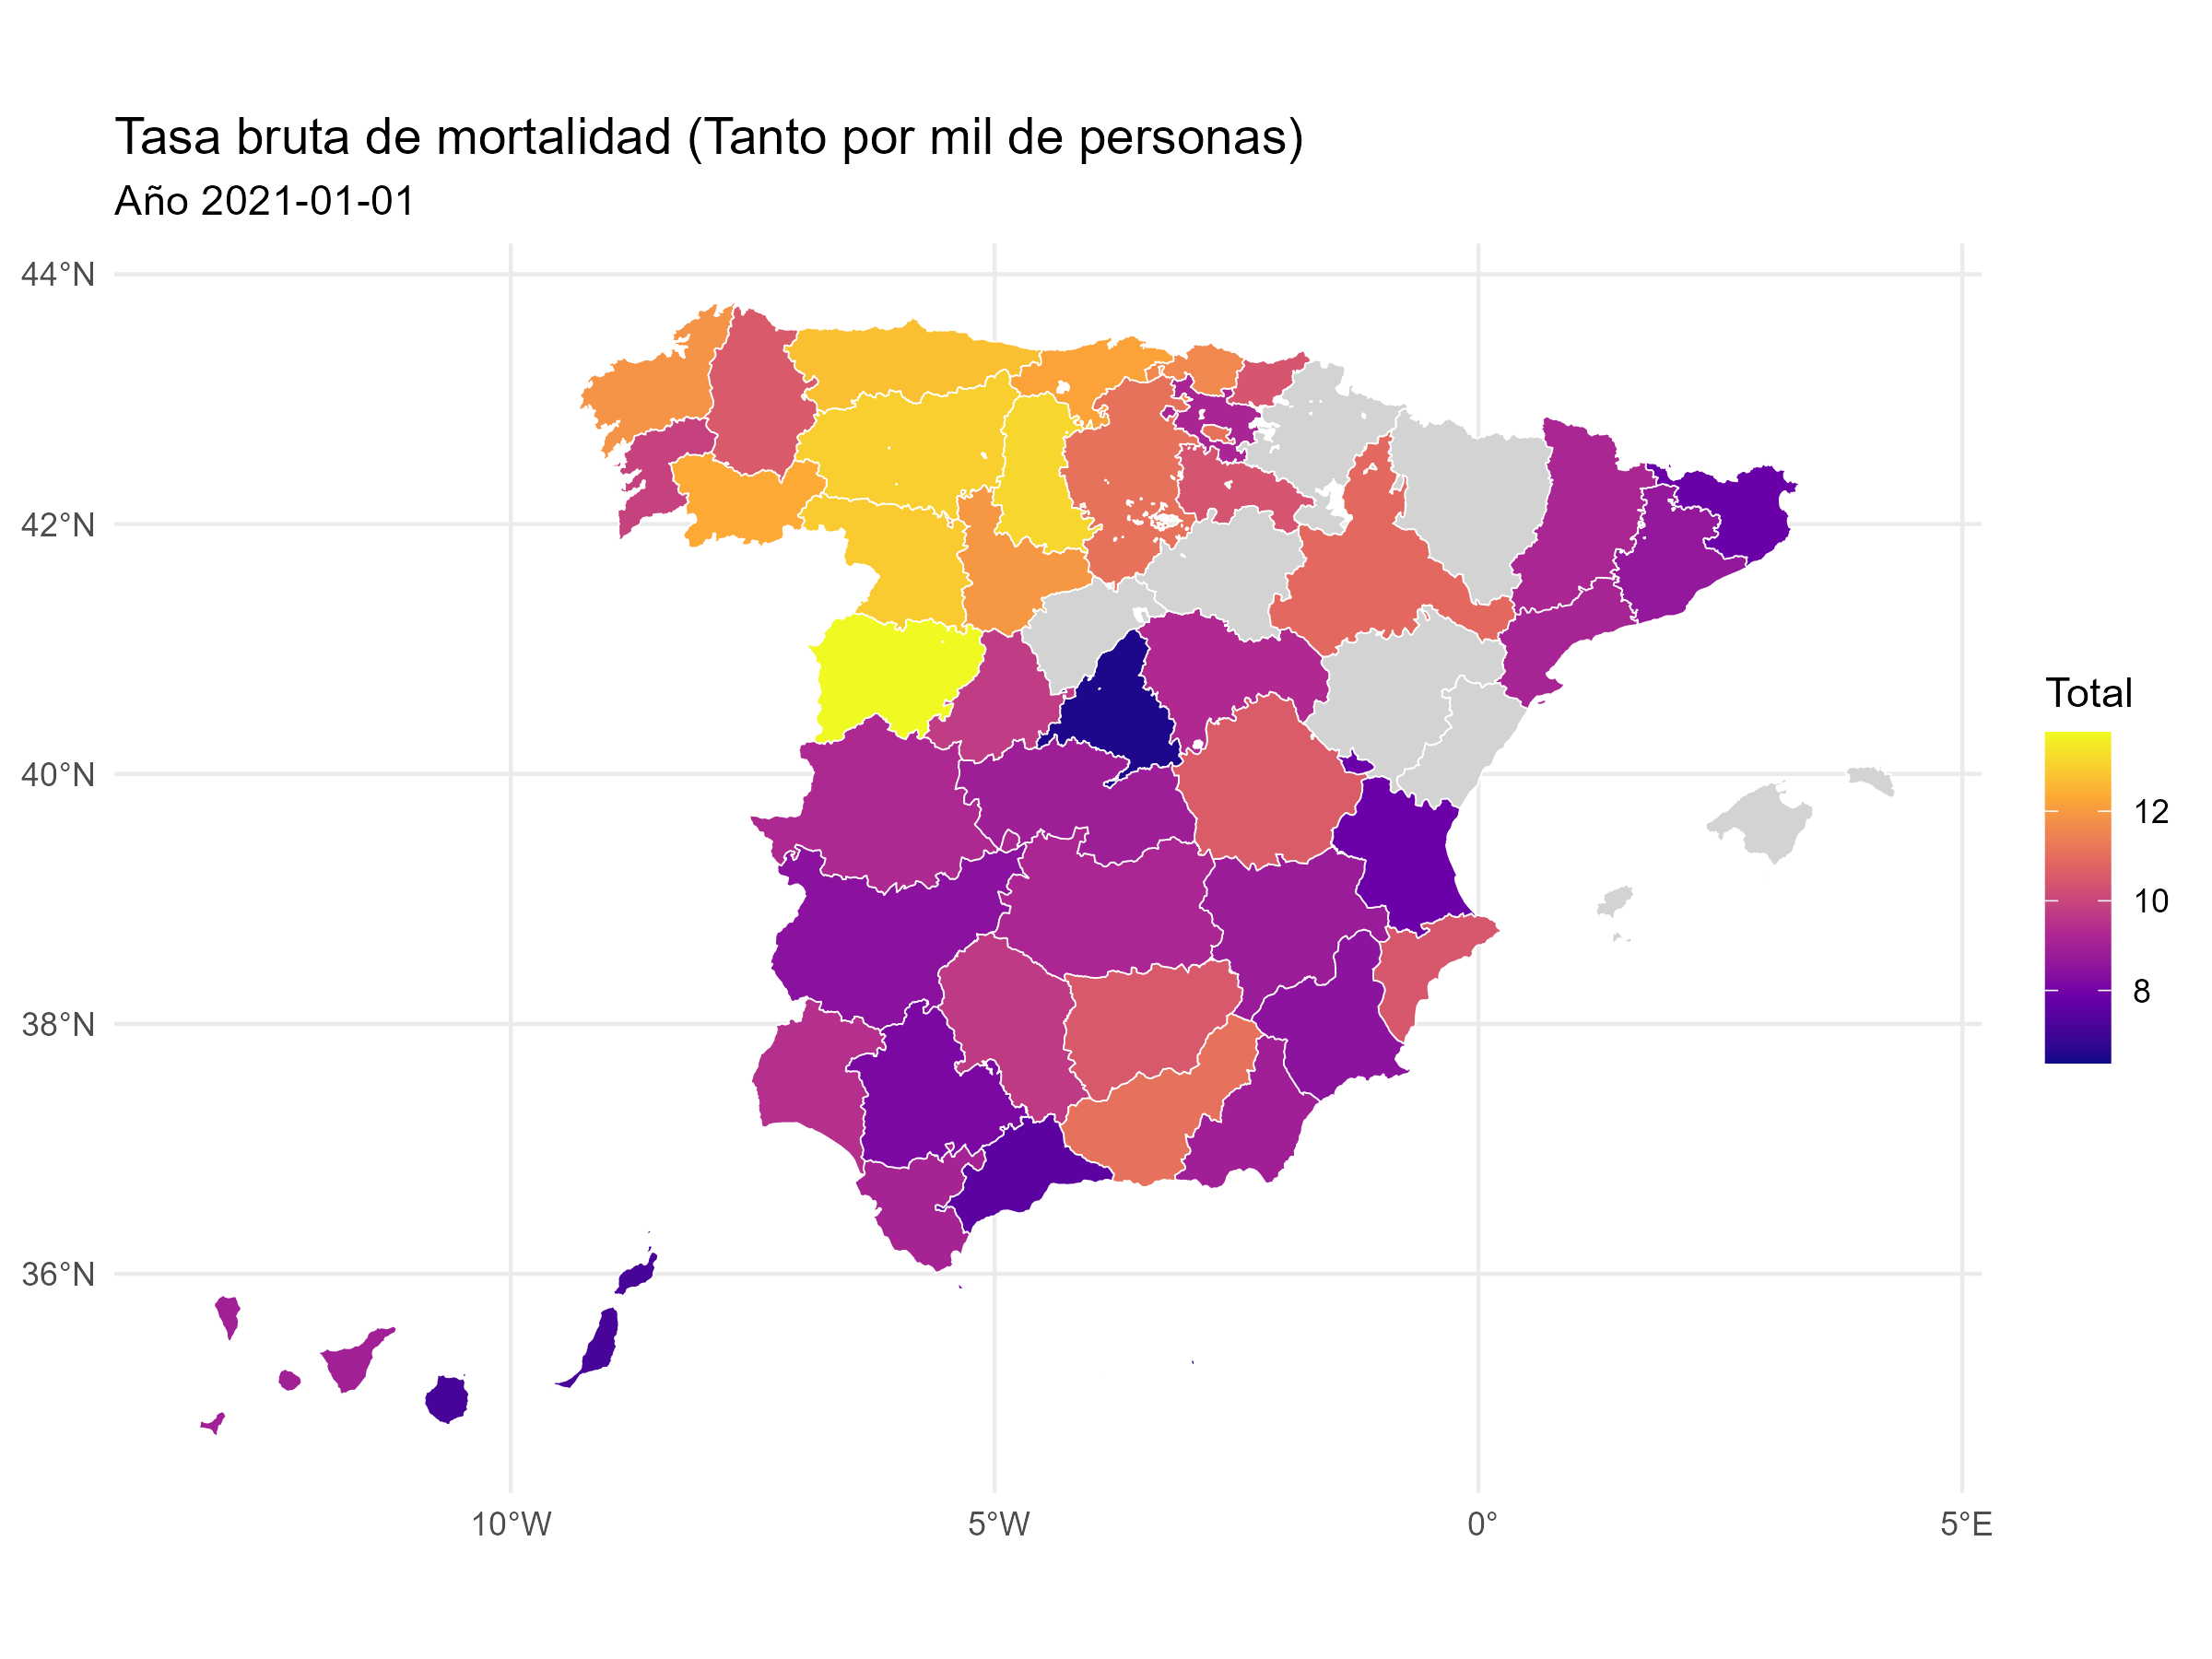 Tasa bruta de mortalidad (Tanto por mil de personas)
Año 2021-01-01
44°N
42°N
40°N
38°N
36°N
10°W
5°W
0°
5°E
Total
12
10
8